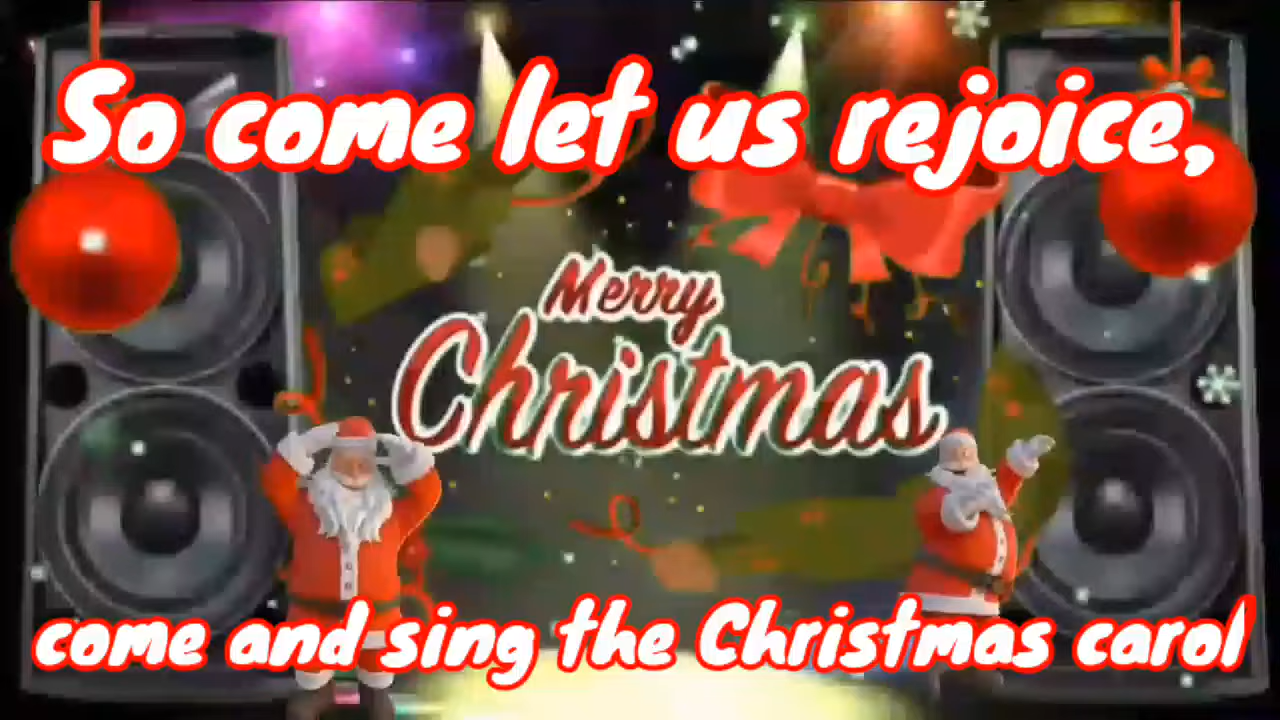 So come let us rejoice,
Merry
Christmas
come and sing the Christmas carol